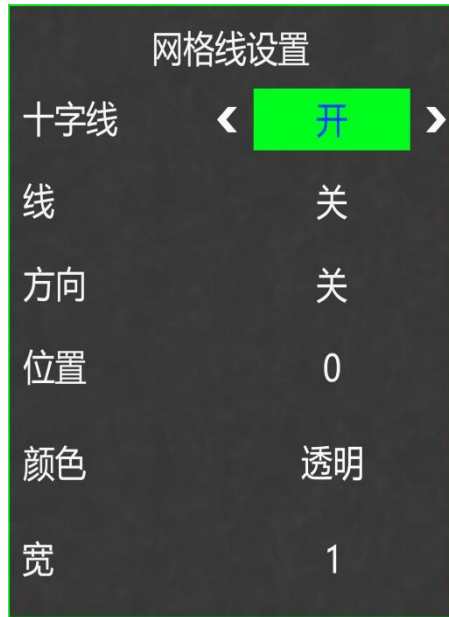 网格线设置
十字线 < 开 >
线 关
方向 关
位置 0
颜色 透明
宽 1